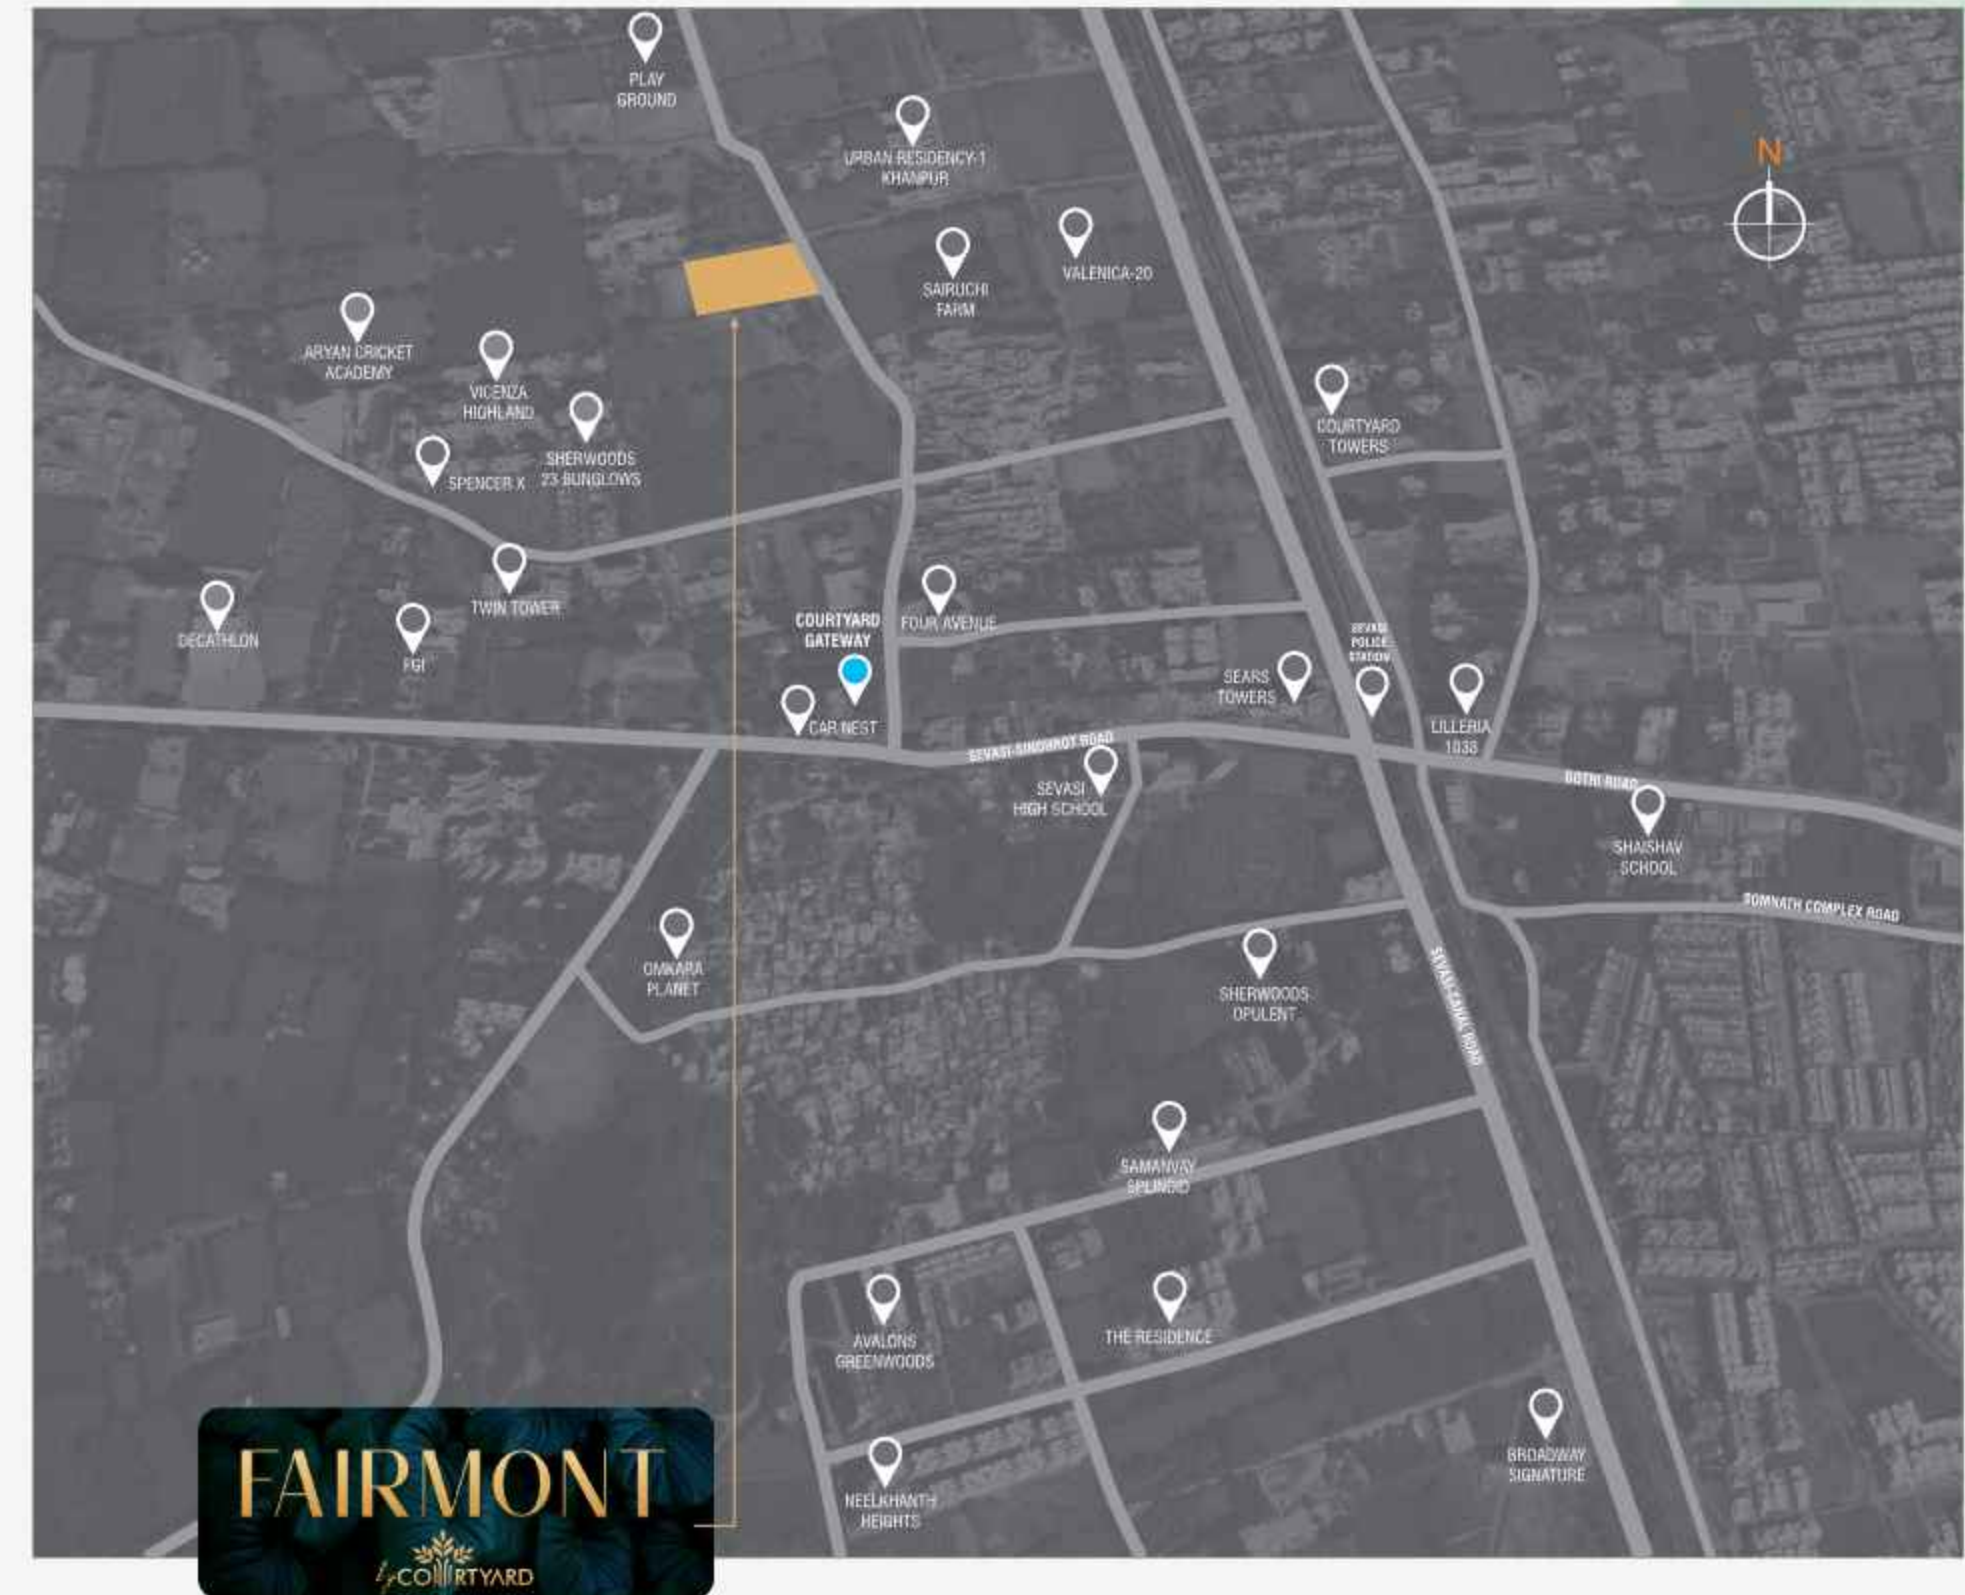 PLAY
GROUND
URBAN RESIDENCY-1
KHANPUR
N
SAIRUCHI
FARM
VALENICA-20
ARYAN CRICKET
ACADEMY
VICENZA
HIGHLAND
SPENCER X
SHERWOODS
23 BUNGLOWS
COURTYARD
TOWERS
DECATHLON
FGI
TWIN TOWER
COURTYARD
GATEWAY
FOUR AVENUE
CAR NEST
SEARS
TOWERS
SEVASI
POLICE
STATION
LILLERIA
1038
SEVASI-SINDHROT ROAD
SEVASI
HIGH SCHOOL
GOTRI ROAD
SHAISHAV
SCHOOL
SOMNATH COMPLEX ROAD
OMKARA
PLANET
SHERWOODS
OPULENT
SEVASI-CANAL ROAD
SAMANVAY
SPLINDID
AVALONS
GREENWOODS
THE RESIDENCE
BROADWAY
SIGNATURE
NEELKHANTH
HEIGHTS
FAIRMONT
by COURTYARD